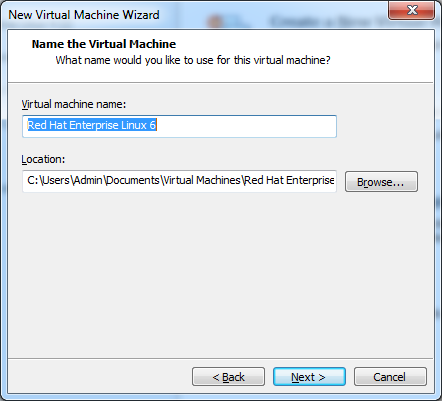 New Virtual Machine Wizard
Name the Virtual Machine
What name would you like to use for this virtual machine?
Virtual machine name:
Red Hat Enterprise Linux 6
Location:
C:\Users\Admin\Documents\Virtual Machines\Red Hat Enterprise
Browse...
< Back
Next >
Cancel